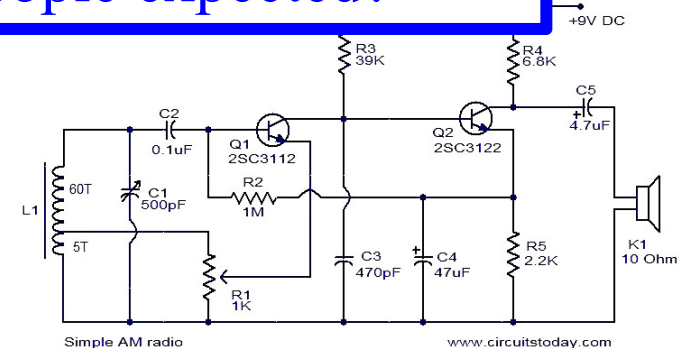 ople expected?
+9V DC
R3
39K
R4
6.8K
C5
4.7uF
+
C2
0.1uF
Q1
2SC3112
Q2
2SC3122
L1
60T
5T
C1
500pF
R2
1M
R1
1K
C3
470pF
+
C4
47uF
R5
2.2K
K1
10 Ohm
Simple AM radio
www.circuitstoday.com